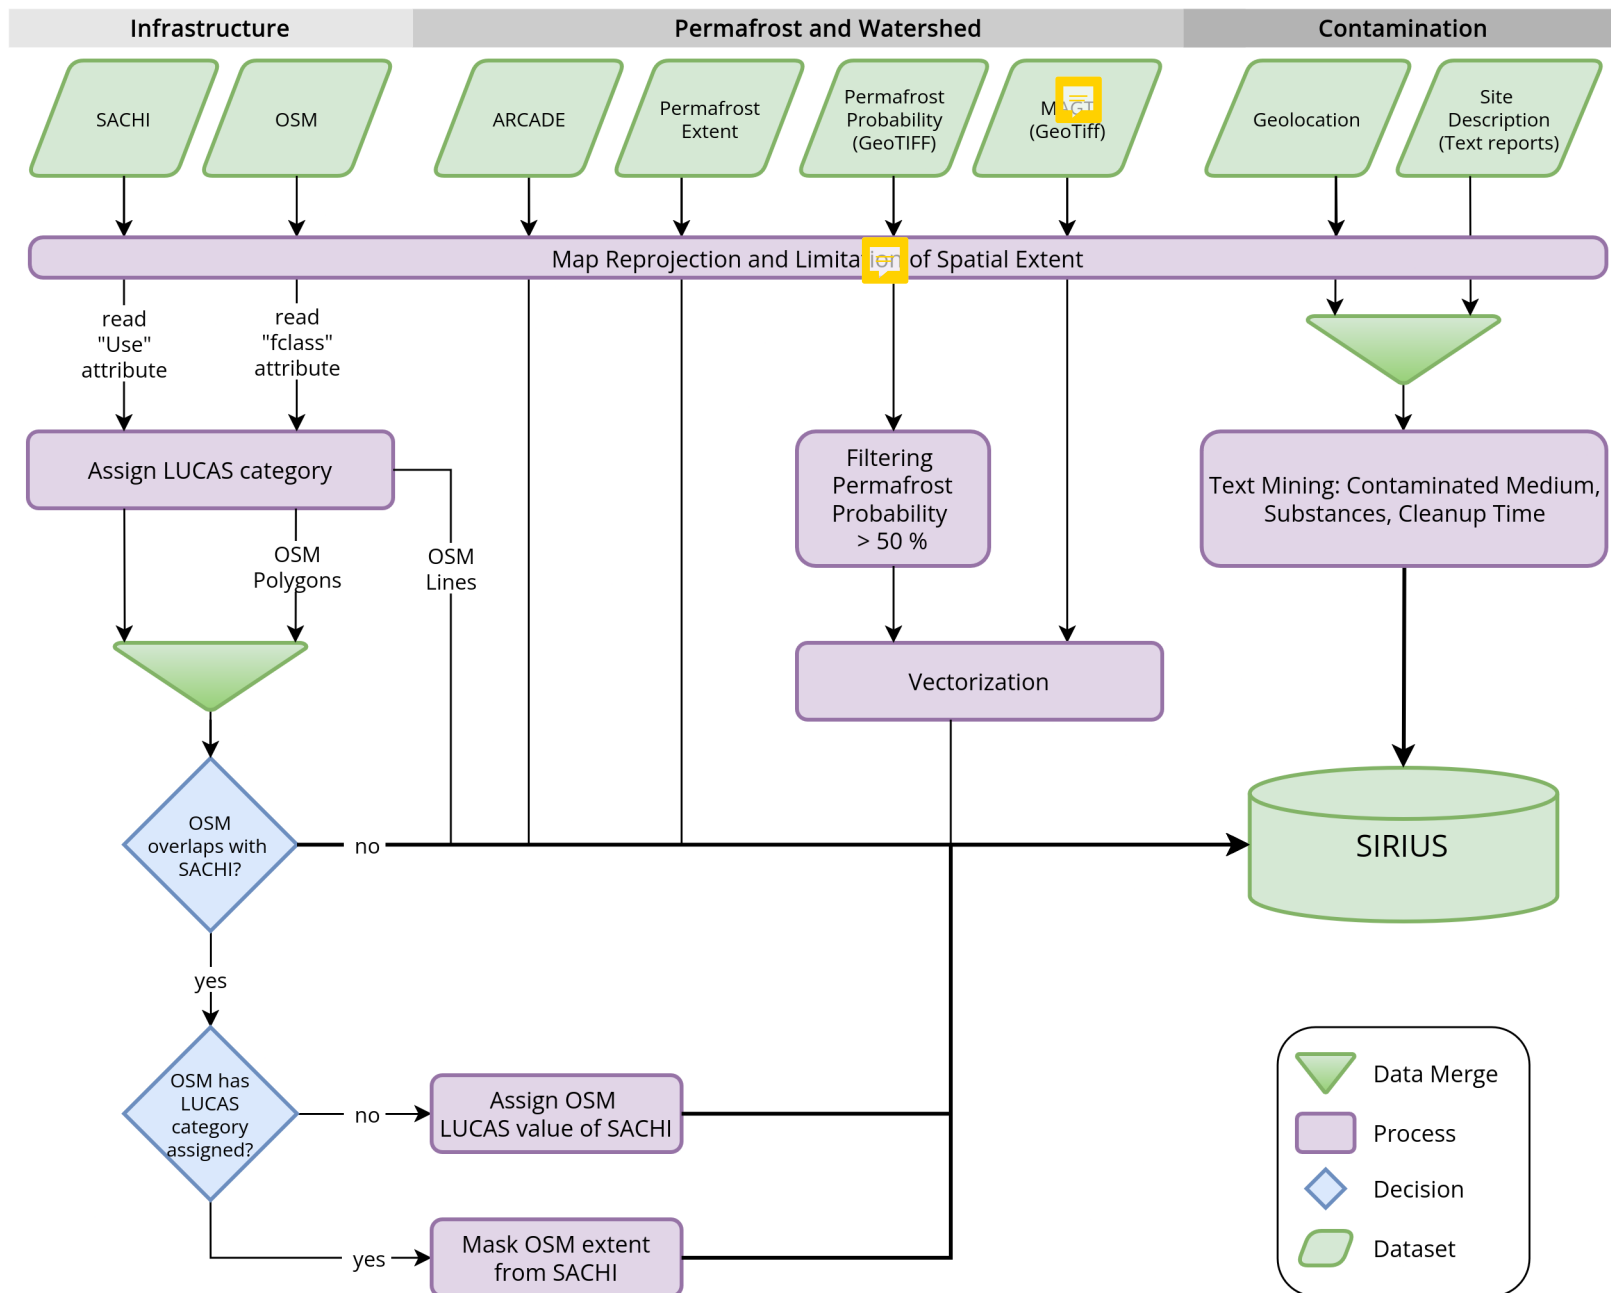 Infrastructure
Permafrost and Watershed
Contamination
SACHI
OSM
ARCADE
Permafrost
Extent
Permafrost
Probability
(GeoTIFF)
MAGT
(GeoTiff)
Geolocation
Site
Description
(Text reports)
Map Reprojection and Limitation of Spatial Extent
read
"Use"
attribute
read
"fclass"
attribute
Assign LUCAS category
Filtering
Permafrost
Probability
> 50 %
Text Mining: Contaminated Medium,
Substances, Cleanup Time
OSM
Polygons
OSM
Lines
Vectorization
OSM
overlaps with
SACHI?
no
SIRIUS
yes
OSM has
LUCAS
category
assigned?
no
Assign OSM
LUCAS value of SACHI
yes
Mask OSM extent
from SACHI
Data Merge
Process
Decision
Dataset